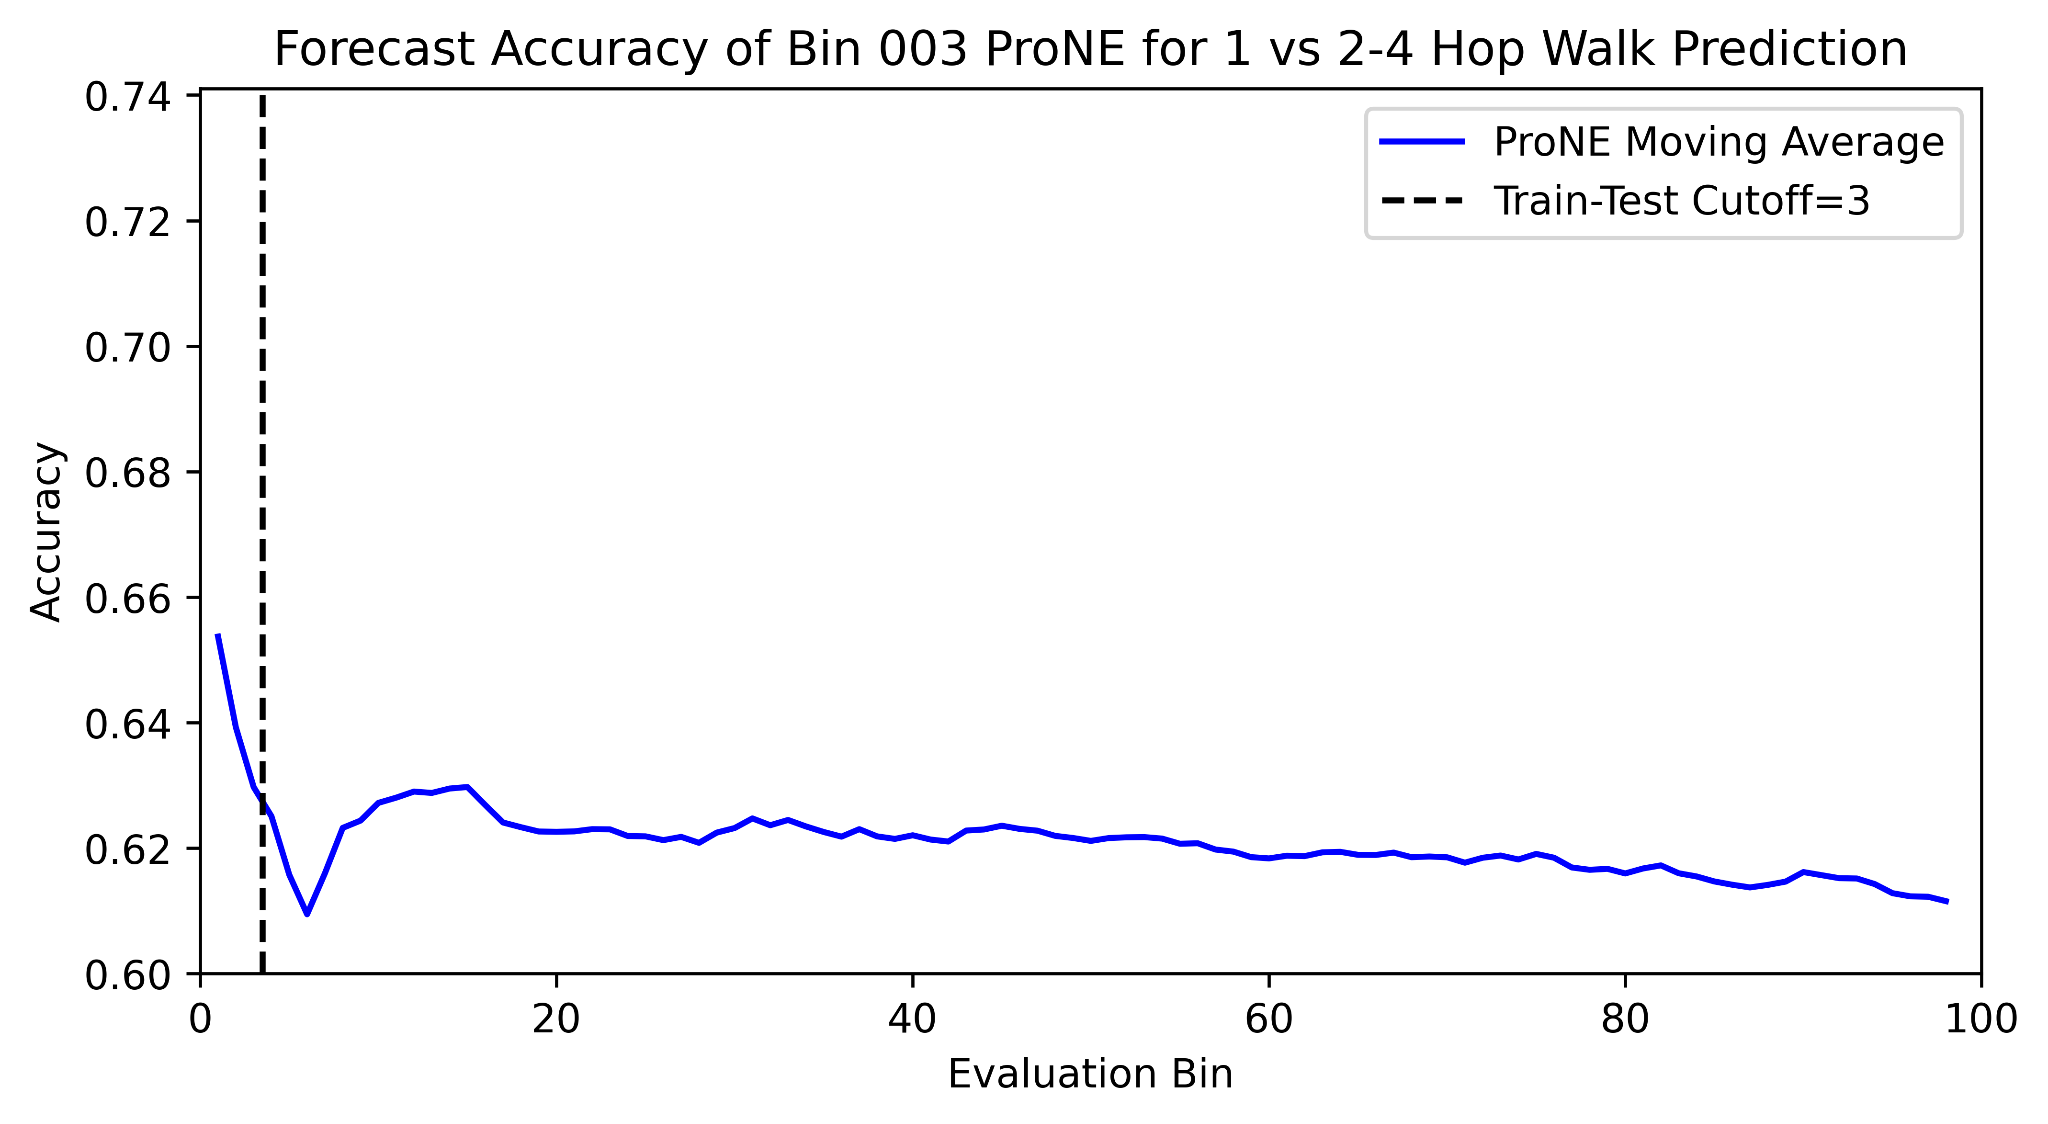 Forecast Accuracy of Bin 003 ProNE for 1 vs 2-4 Hop Walk Prediction
ProNE Moving Average
Train-Test Cutoff=3
Accuracy
0.74
0.72
0.70
0.68
0.66
0.64
0.62
0.60
0 20 40 60 80 100
Evaluation Bin